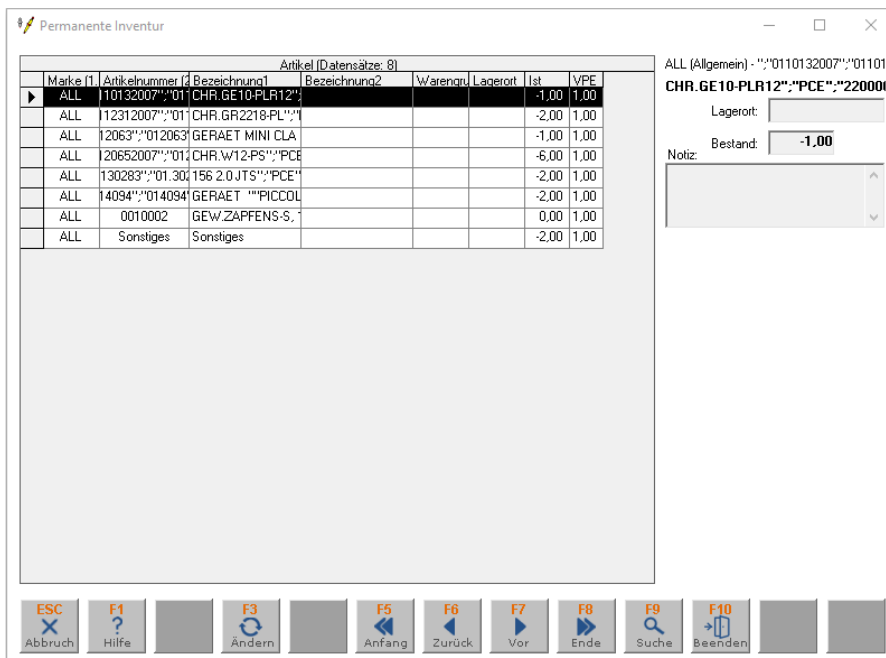 Permanente Inventur
Artikel (Datensätze: 8)
Marke (1. Artikelnummer (2 Bezeichnung1 Bezeichnung2 Warengru Lagerort Ist VPE
ALL 110132007";"011 CHR.GE10-PLR12"; -1,00 1,00
ALL 112312007";"011 CHR.GR2218-PL";" -2,00 1,00
ALL 12063";"012063" GERAET MINI CLA -1,00 1,00
ALL 120652007";"012 CHR.W12-PS";"PCE -6,00 1,00
ALL 130283";"01.302 156 2.0 JTS";"PCE" -2,00 1,00
ALL 14094";"014094" GERAET ""PICCOL -2,00 1,00
ALL 0010002 GEW.ZAPFENS-S, 0,00 1,00
ALL Sonstiges Sonstiges -2,00 1,00
ALL (Allgemein) - ";"0110132007";"01101
CHR.GE10-PLR12";"PCE";"220000
Lagerort:
Bestand: -1,00
Notiz:
ESC F1 F3 F5 F6 F7 F8 F9 F10
Abbruch Hilfe Ändern Anfang Zurück Vor Ende Suche Beenden